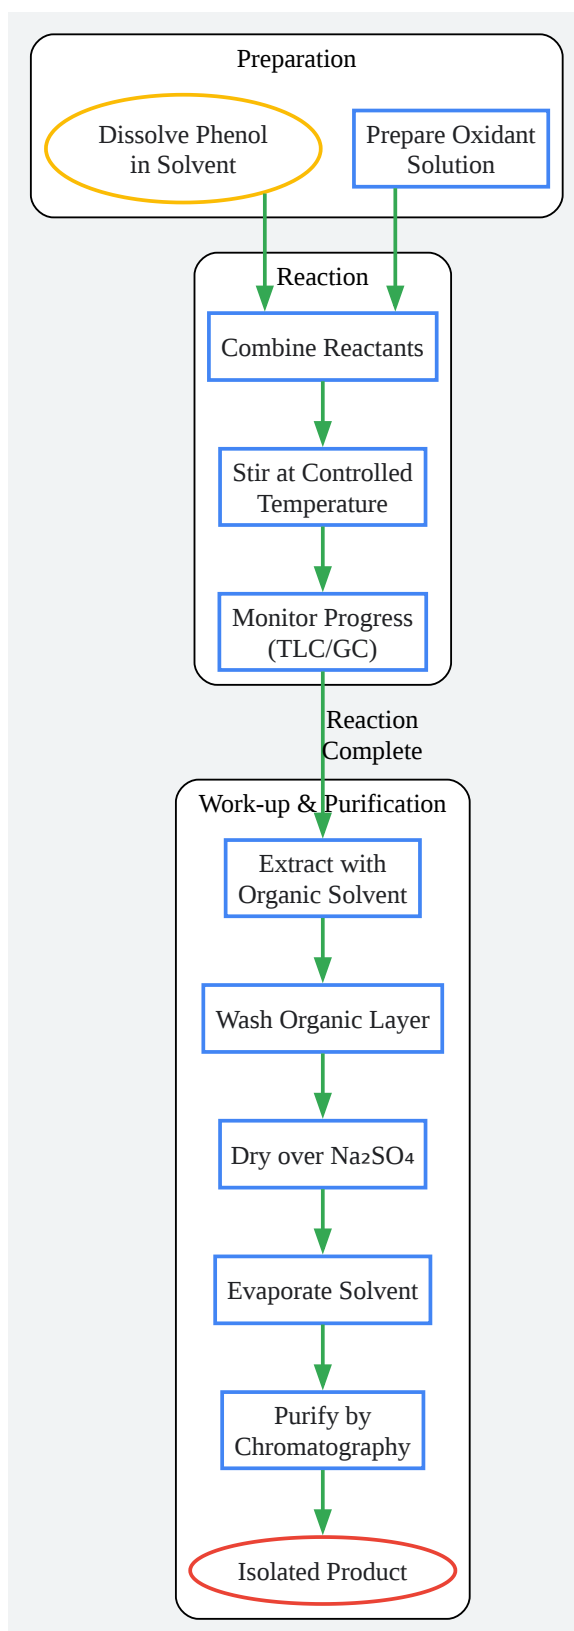 Preparation
Dissolve Phenol
in Solvent
Prepare Oxidant
Solution
Reaction
Combine Reactants
Stir at Controlled
Temperature
Monitor Progress
(TLC/GC)
Reaction
Complete
Work-up & Purification
Extract with
Organic Solvent
Wash Organic Layer
Dry over Na₂SO₄
Evaporate Solvent
Purify by
Chromatography
Isolated Product